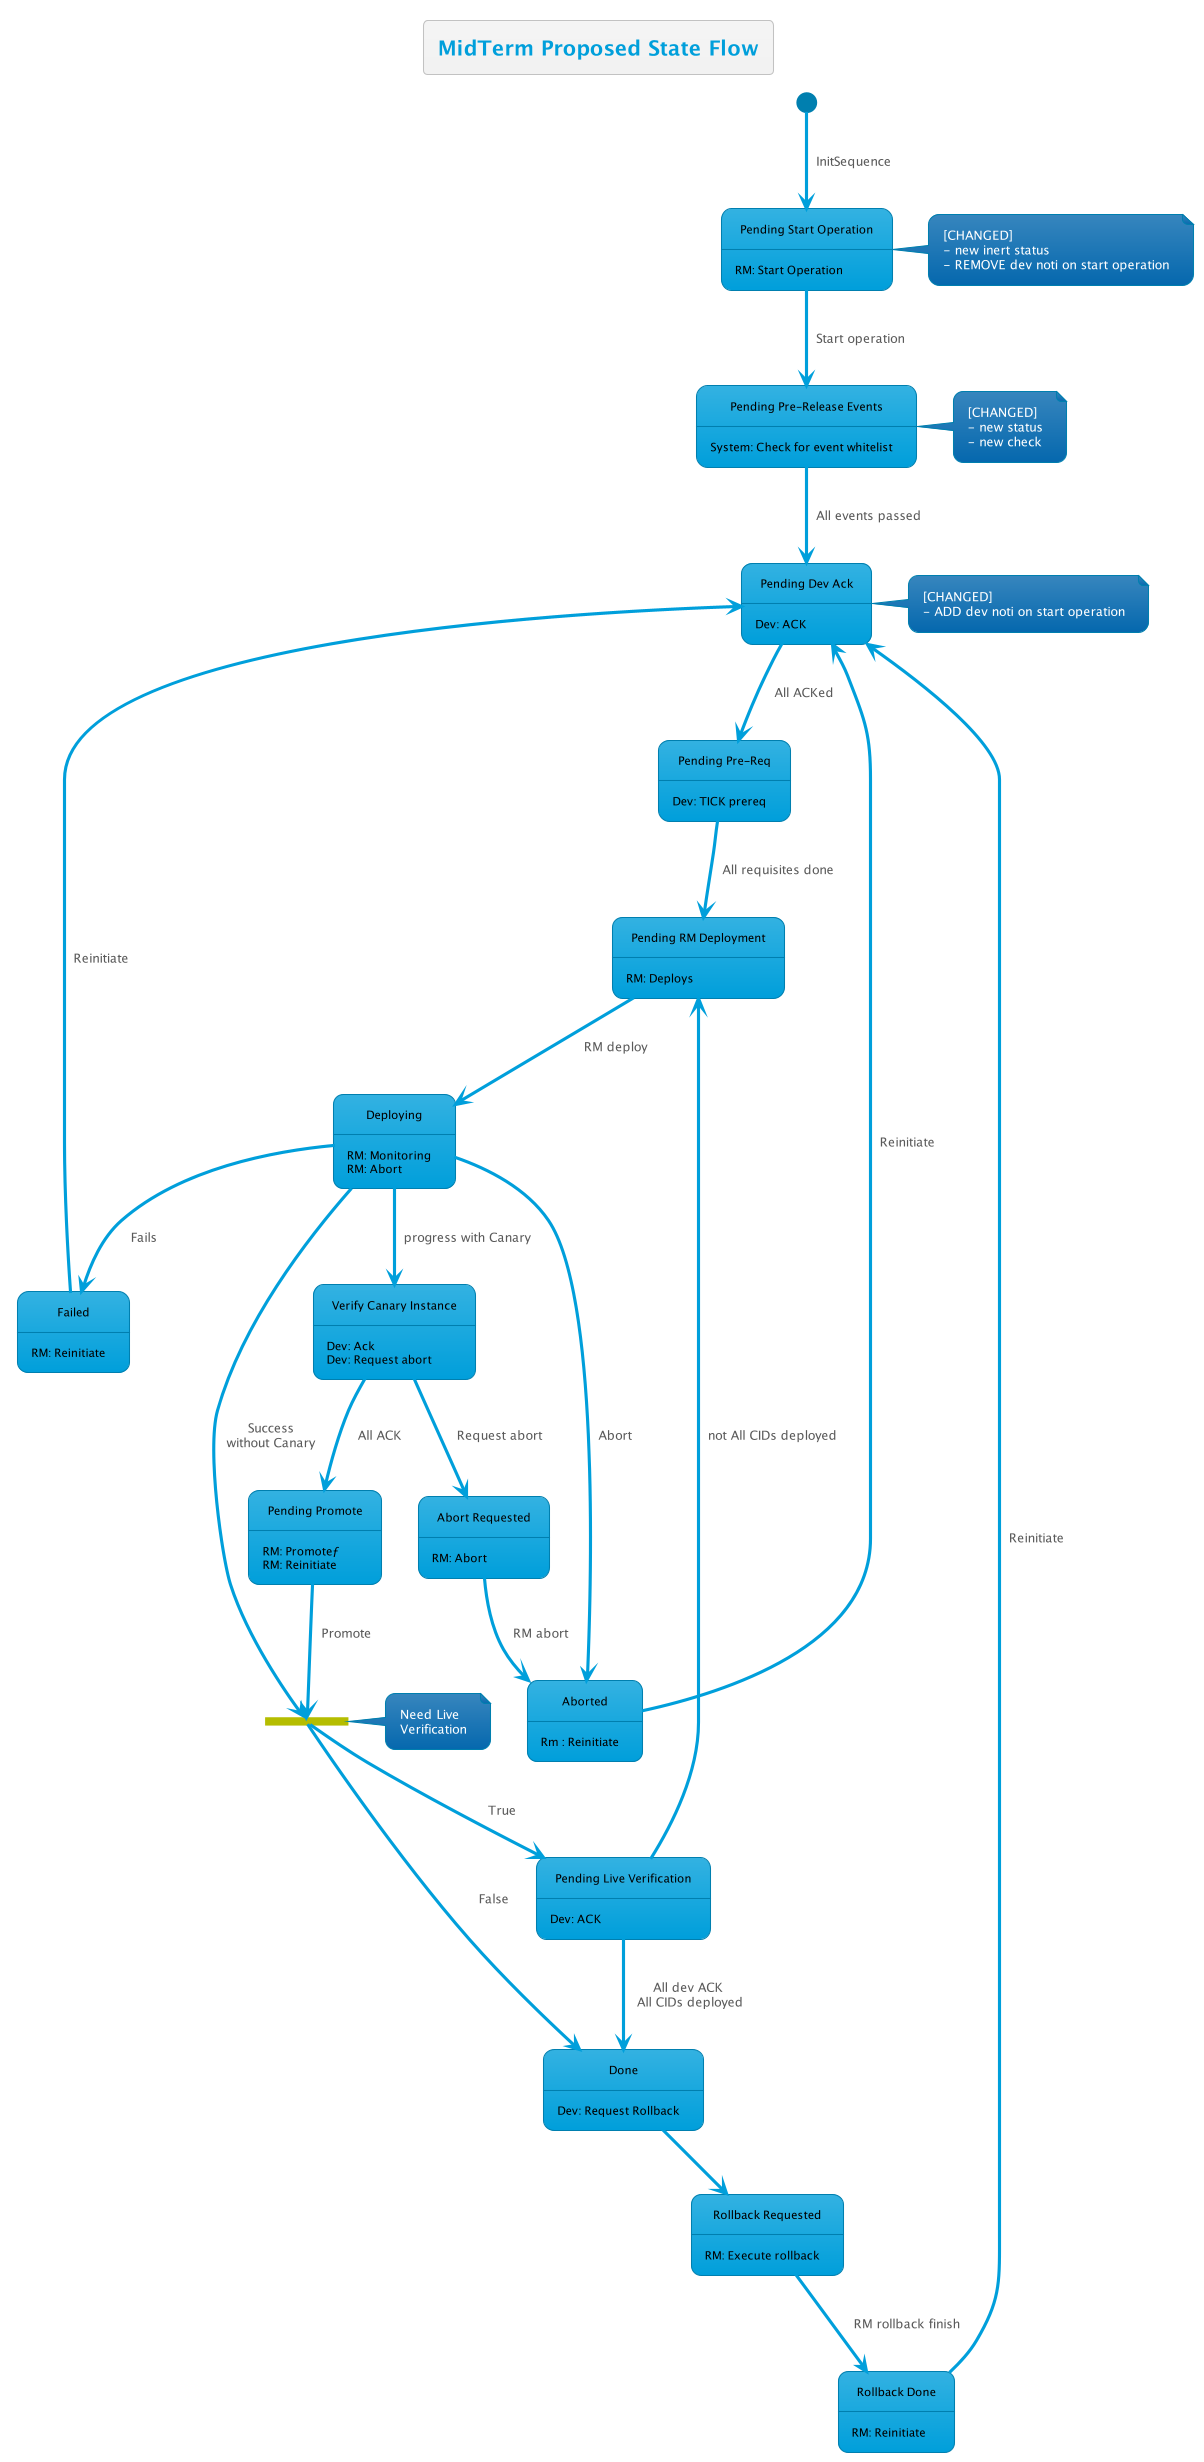 MidTerm Proposed State Flow
InitSequence
Pending Start Operation
RM: Start Operation
[CHANGED]
- new inert status
- REMOVE dev noti on start operation
Start operation
Pending Pre-Release Events
System: Check for event whitelist
[CHANGED]
- new status
- new check
All events passed
Pending Dev Ack
Dev: ACK
[CHANGED]
- ADD dev noti on start operation
All ACKed
Pending Pre-Req
Dev: TICK prereq
All requisites done
Pending RM Deployment
RM: Deploys
Reinitiate
RM deploy
Deploying
RM: Monitoring
RM: Abort
Reinitiate
Fails
progress with Canary
Failed
RM: Reinitiate
Verify Canary Instance
Dev: Ack
Dev: Request abort
Success
without Canary
All ACK
Request abort
Abort
not All CIDs deployed
Pending Promote
RM: Promoteƒ
RM: Reinitiate
Abort Requested
RM: Abort
Reinitiate
Promote
RM abort
Need Live
Verification
Aborted
Rm : Reinitiate
True
Pending Live Verification
Dev: ACK
False
All dev ACK
All CIDs deployed
Done
Dev: Request Rollback
Rollback Requested
RM: Execute rollback
RM rollback finish
Rollback Done
RM: Reinitiate